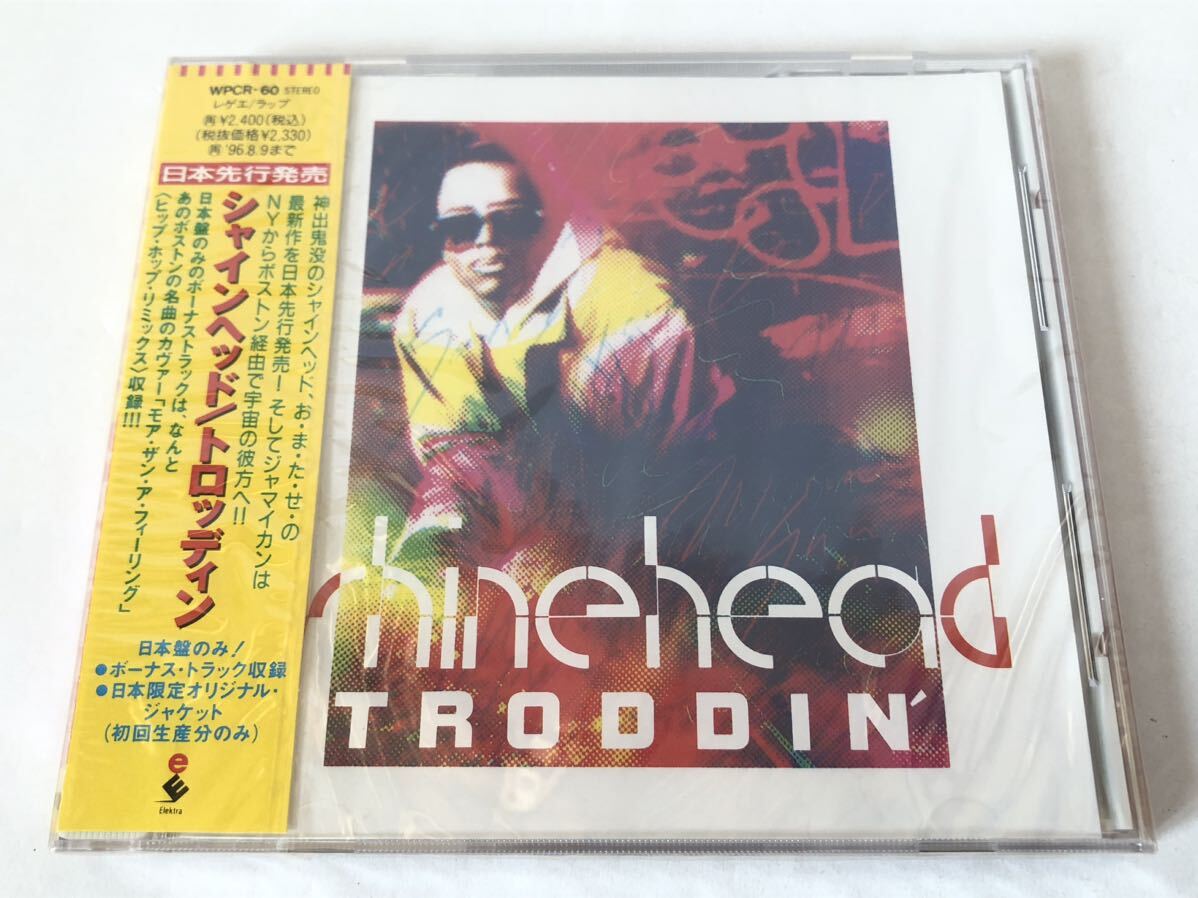 WPCR-60 STEREO
レゲエ/ラップ
再¥2,400(税込)
(税抜価格¥2,330)
再'96.8.9まで
日本先行発売
神出鬼没のシャインヘッド、お・ま・た・せ・の
最新作を日本先行発売！そしてジャマイカンは
NYからボストン経由で宇宙の彼方へ!!
シャインヘッド/トロッディン
日本盤のみのボーナストラックは、なんと
あのボストンの名曲のカヴァー「モア・ザン・ア・フィーリング」
〈ヒップ・ホップ・リミックス〉収録!!!
日本盤のみ！
●ボーナス・トラック収録
●日本限定オリジナル・
ジャケット
(初回生産分のみ)
e
Elektra
shinehead
TRODDIN'